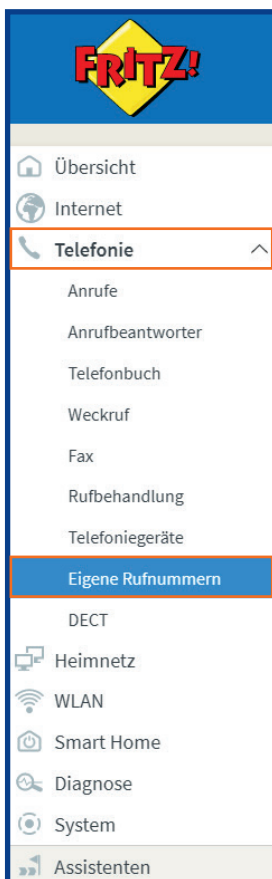 FRITZ!
Übersicht
Internet
Telefonie
Anrufe
Anrufbeantworter
Telefonbuch
Weckruf
Fax
Rufbehandlung
Telefoniegeräte
Eigene Rufnummern
DECT
Heimnetz
WLAN
Smart Home
Diagnose
System
Assistenten